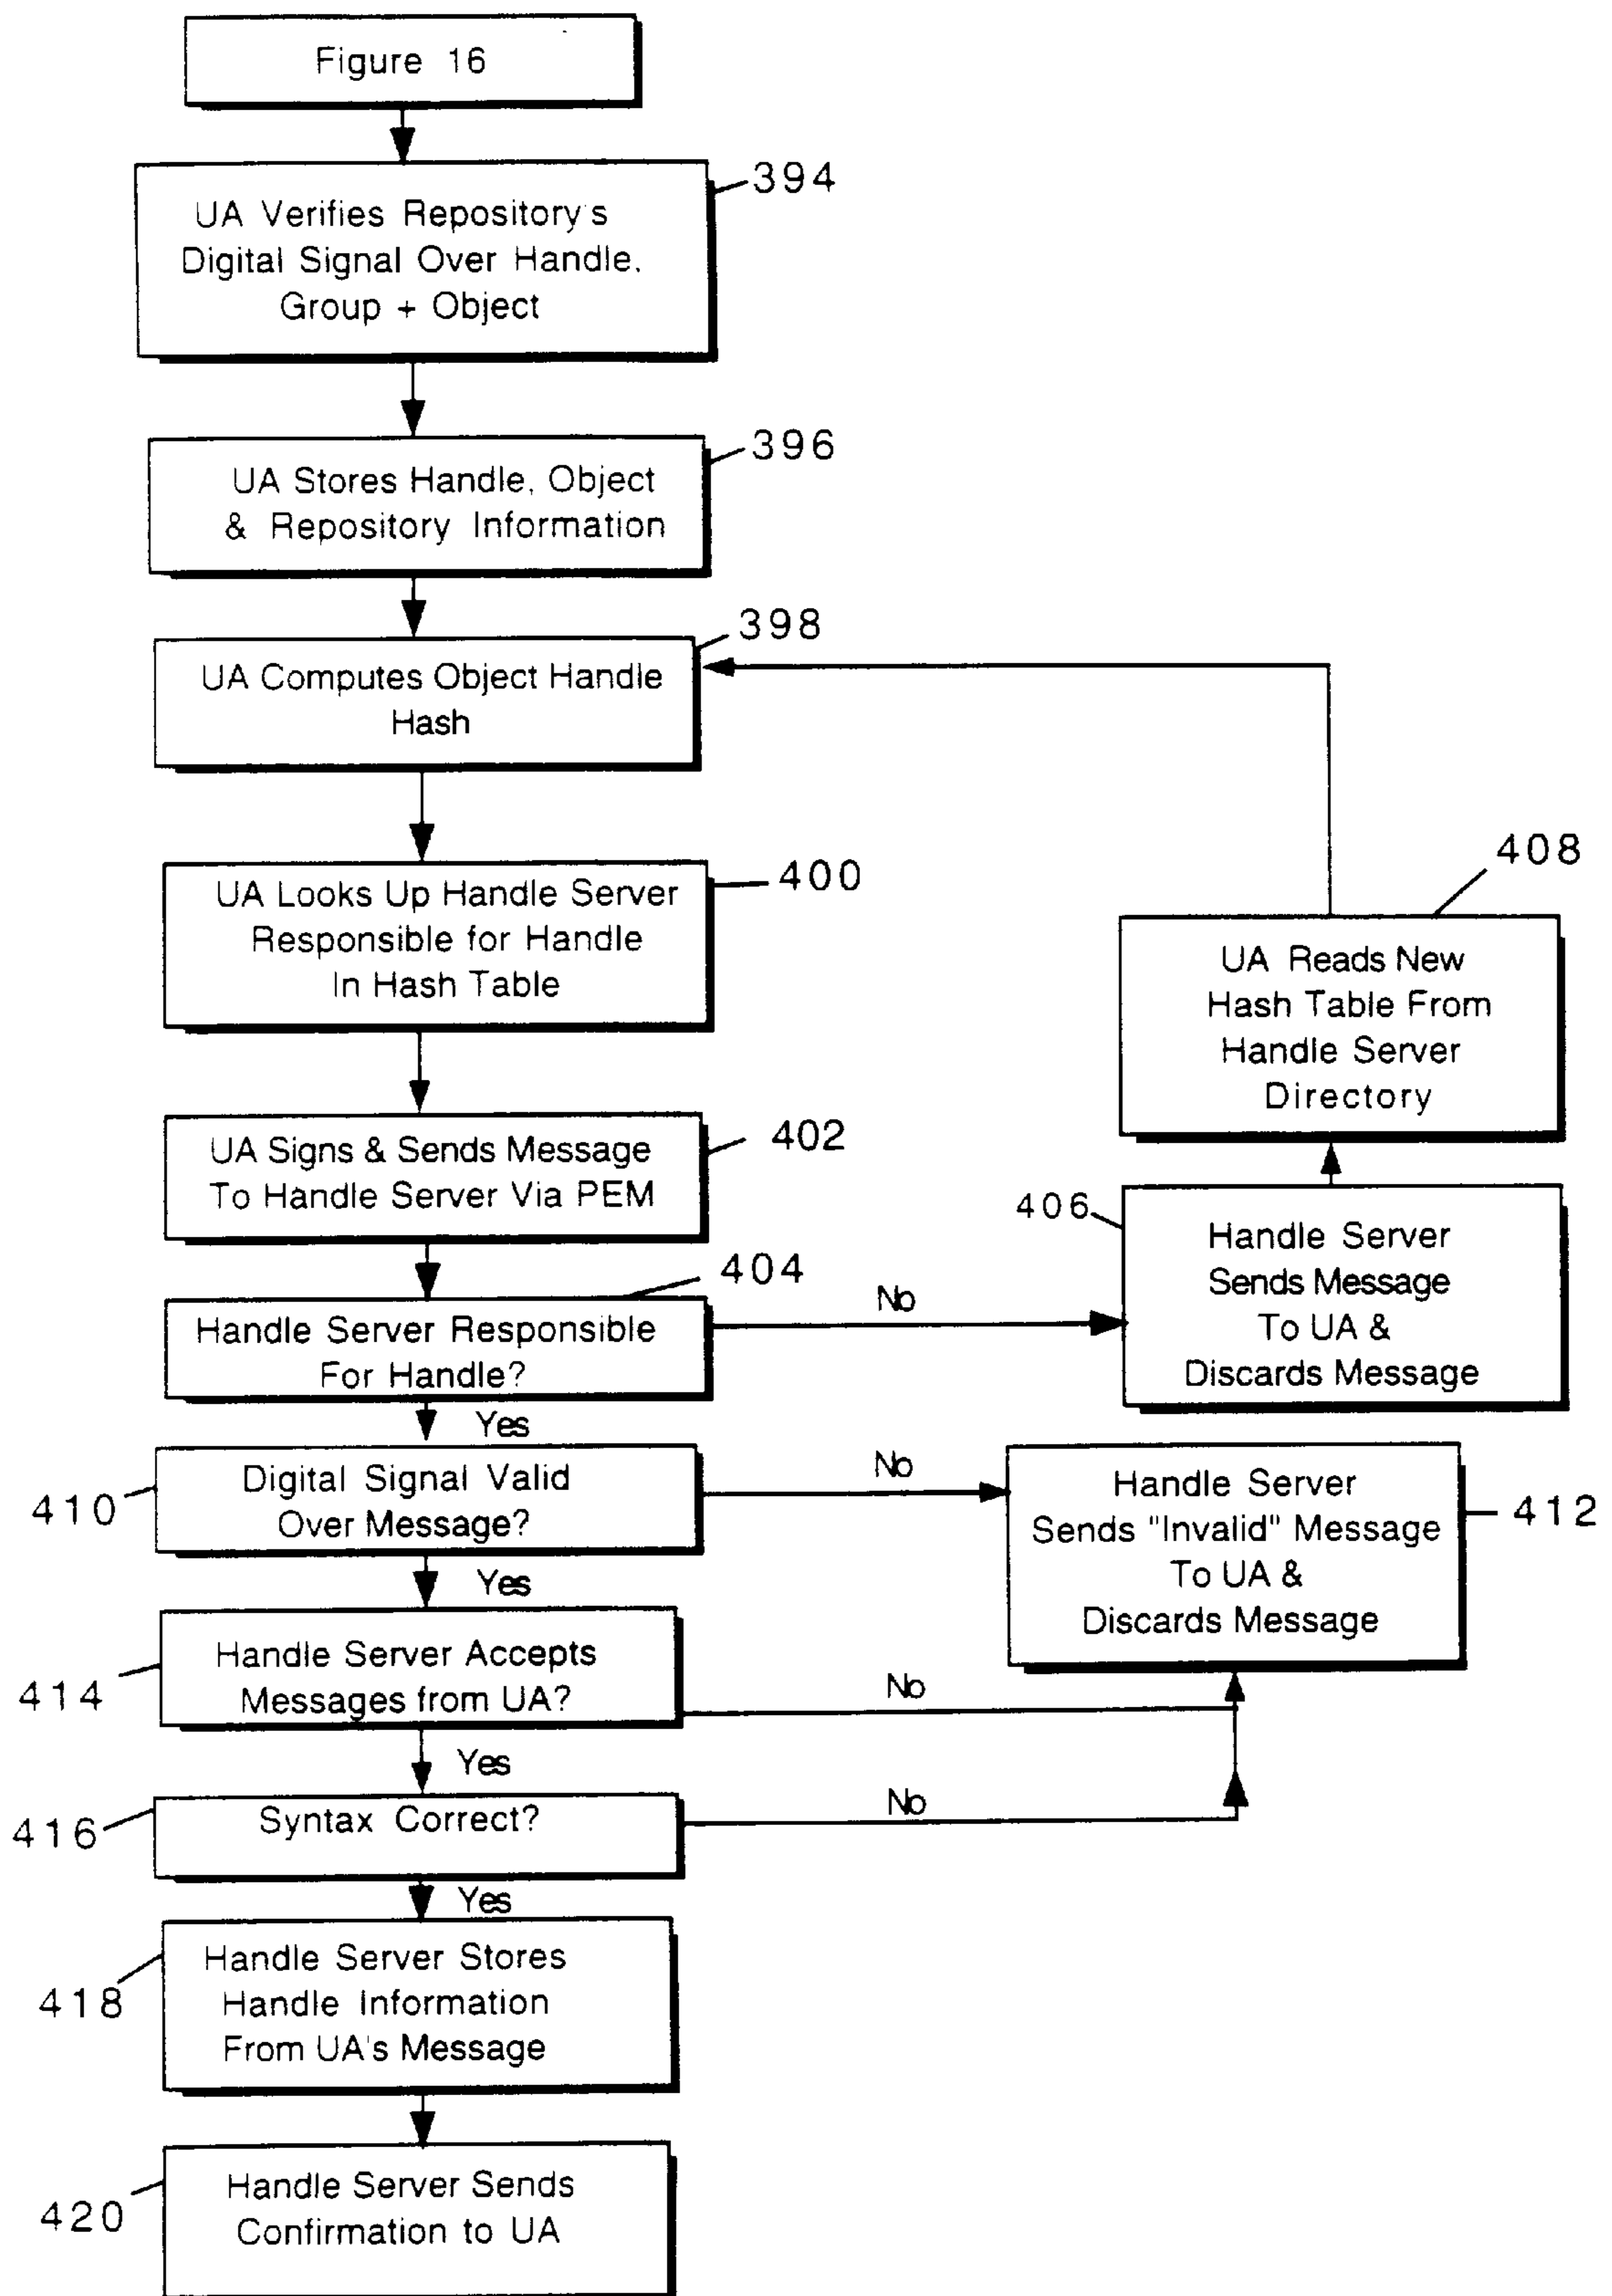 Figure 16
394
UA Verifies Repository's
Digital Signal Over Handle,
Group + Object
396
UA Stores Handle, Object
& Repository Information
398
UA Computes Object Handle
Hash
400
UA Looks Up Handle Server
Responsible for Handle
In Hash Table
408
UA Reads New
Hash Table From
Handle Server
Directory
402
UA Signs & Sends Message
To Handle Server Via PEM
406
Handle Server
Sends Message
To UA &
Discards Message
404
Handle Server Responsible
For Handle?
No
Yes
410
Digital Signal Valid
Over Message?
No
412
Handle Server
Sends "Invalid" Message
To UA &
Discards Message
Yes
414
Handle Server Accepts
Messages from UA?
No
Yes
416
Syntax Correct?
No
Yes
418
Handle Server Stores
Handle Information
From UA's Message
420
Handle Server Sends
Confirmation to UA